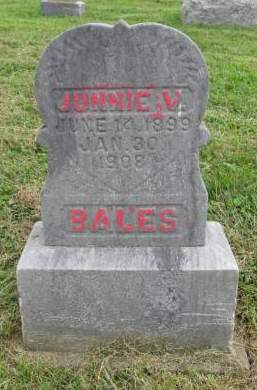 JUNNIE V.
JUNE 14, 1899
JAN. 30
1908
BALES